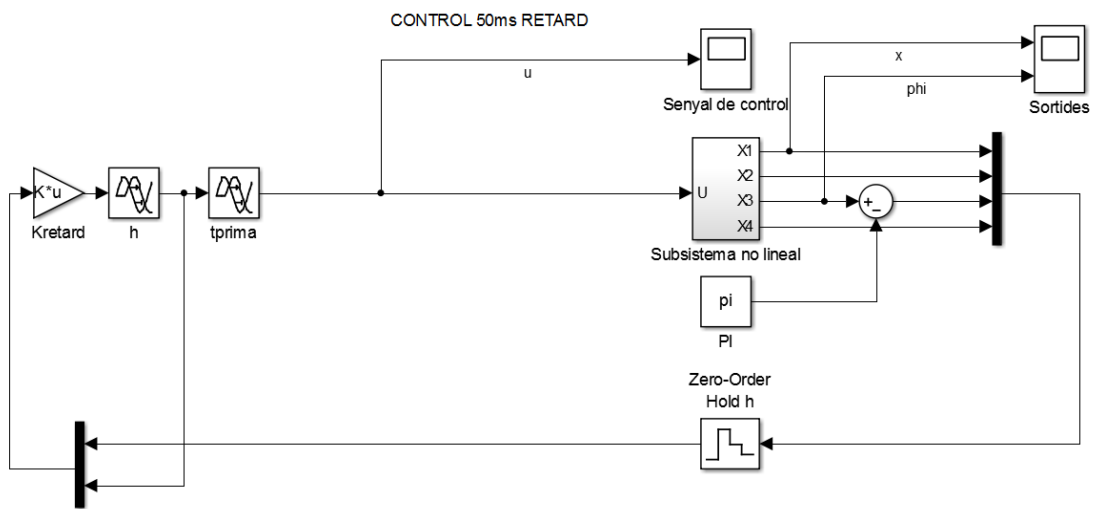 CONTROL 50ms RETARD
u
Senyal de control
x
phi
Sortides
K*u
Kretard
h
tprima
U
X1
X2
X3
X4
Subsistema no lineal
+
_
pi
PI
Zero-Order
Hold h